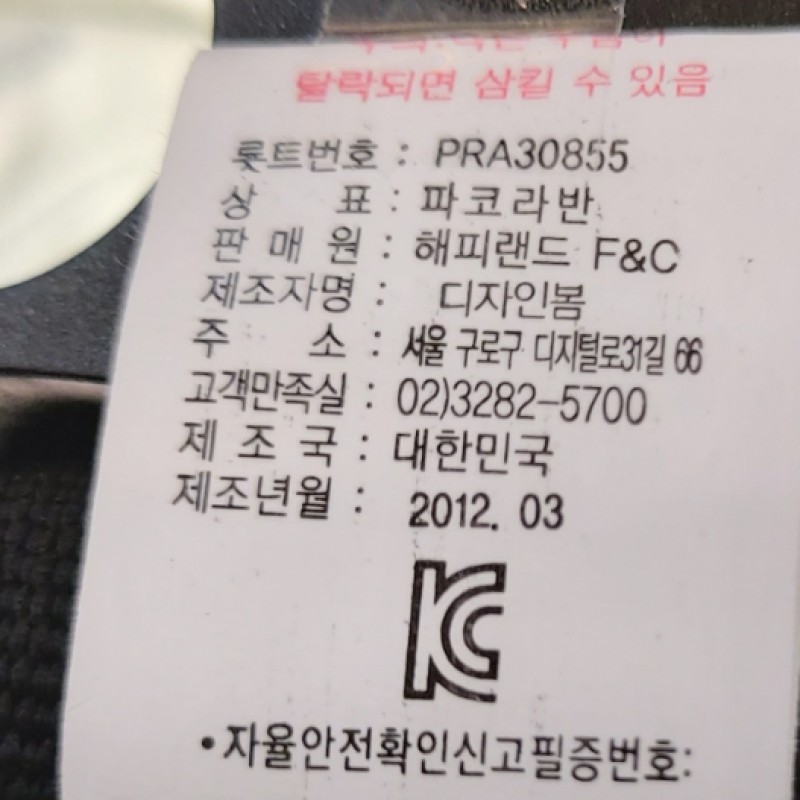 탈락되면 삼킬 수 있음
롯트번호 : PRA30855
상 표 : 파코라반
판 매 원 : 해피랜드 F&C
제조자명 : 디자인봄
주 소 : 서울 구로구 디지털로31길 66
고객만족실 : 02)3282-5700
제 조 국 : 대한민국
제조년월 : 2012. 03
KC
•자율안전확인신고필증번호: